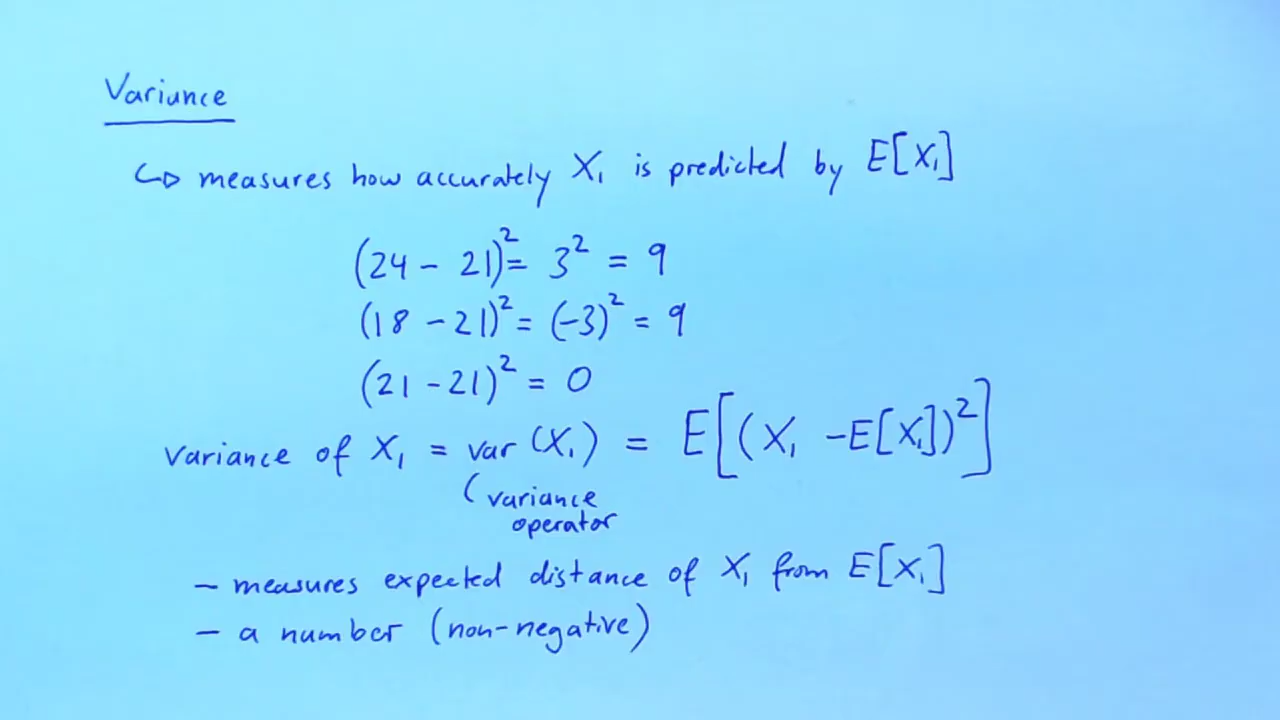 Variance
↳ measures how accurately X₁ is predicted by E[X₁]
(24 - 21)² = 3² = 9
(18 - 21)² = (-3)² = 9
(21 - 21)² = 0
variance of X₁ = var (X₁) = E[(X₁ - E[X₁])²]
( variance
operator
- measures expected distance of X₁ from E[X₁]
- a number (non-negative)